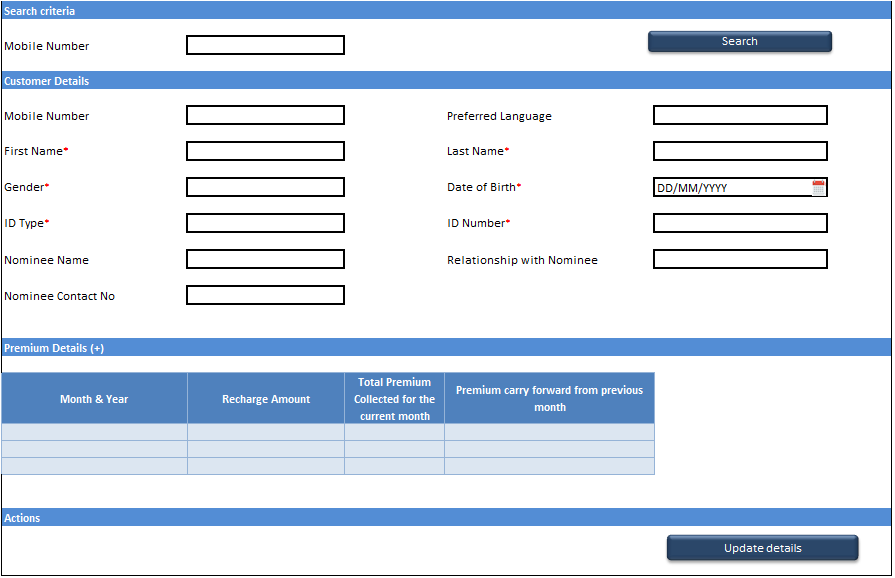 Search criteria
Mobile Number
Search
Customer Details
Mobile Number
Preferred Language
First Name*
Last Name*
Gender*
Date of Birth*
DD/MM/YYYY
ID Type*
ID Number*
Nominee Name
Relationship with Nominee
Nominee Contact No
Premium Details (+)
Month & Year
Recharge Amount
Total Premium
Collected for the
current month
Premium carry forward from previous
month
Actions
Update details